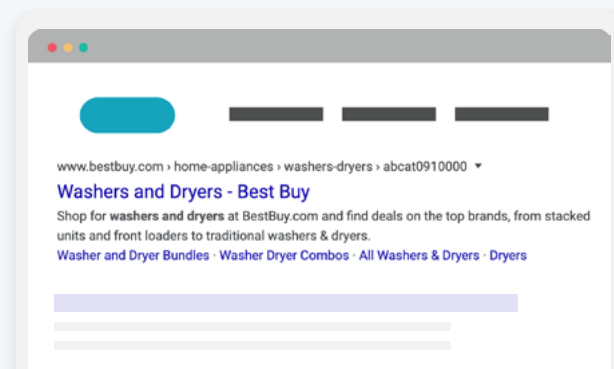 www.bestbuy.com › home-appliances › washers-dryers › abcat0910000
Washers and Dryers - Best Buy
Shop for washers and dryers at BestBuy.com and find deals on the top brands, from stacked
units and front loaders to traditional washers & dryers.
Washer and Dryer Bundles · Washer Dryer Combos · All Washers & Dryers · Dryers